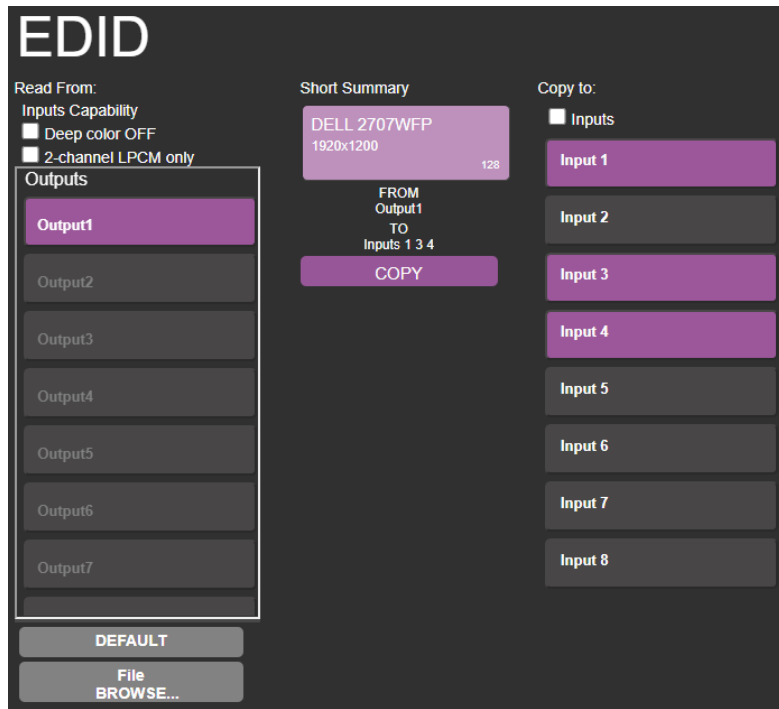 EDID
Read From:
Inputs Capability
Deep color OFF
2-channel LPCM only
Outputs
Output1
Output2
Output3
Output4
Output5
Output6
Output7
DEFAULT
File
BROWSE...
Short Summary
DELL 2707WFP
1920x1200
128
FROM
Output1
TO
Inputs 1 3 4
COPY
Copy to:
Inputs
Input 1
Input 2
Input 3
Input 4
Input 5
Input 6
Input 7
Input 8